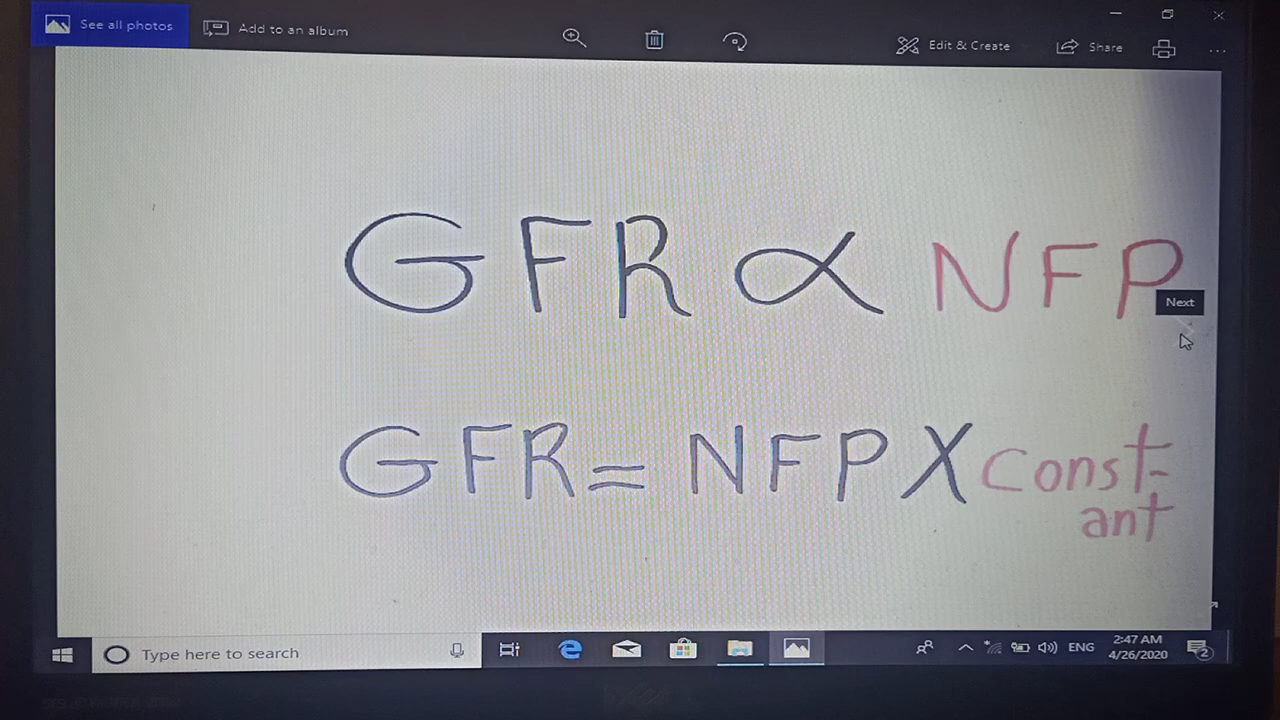 See all photos
Add to an album
Edit & Create
Share
GFR ∝ NFP
Next
GFR = NFP X Const-
ant
Type here to search
ENG
2:47 AM
4/26/2020
2